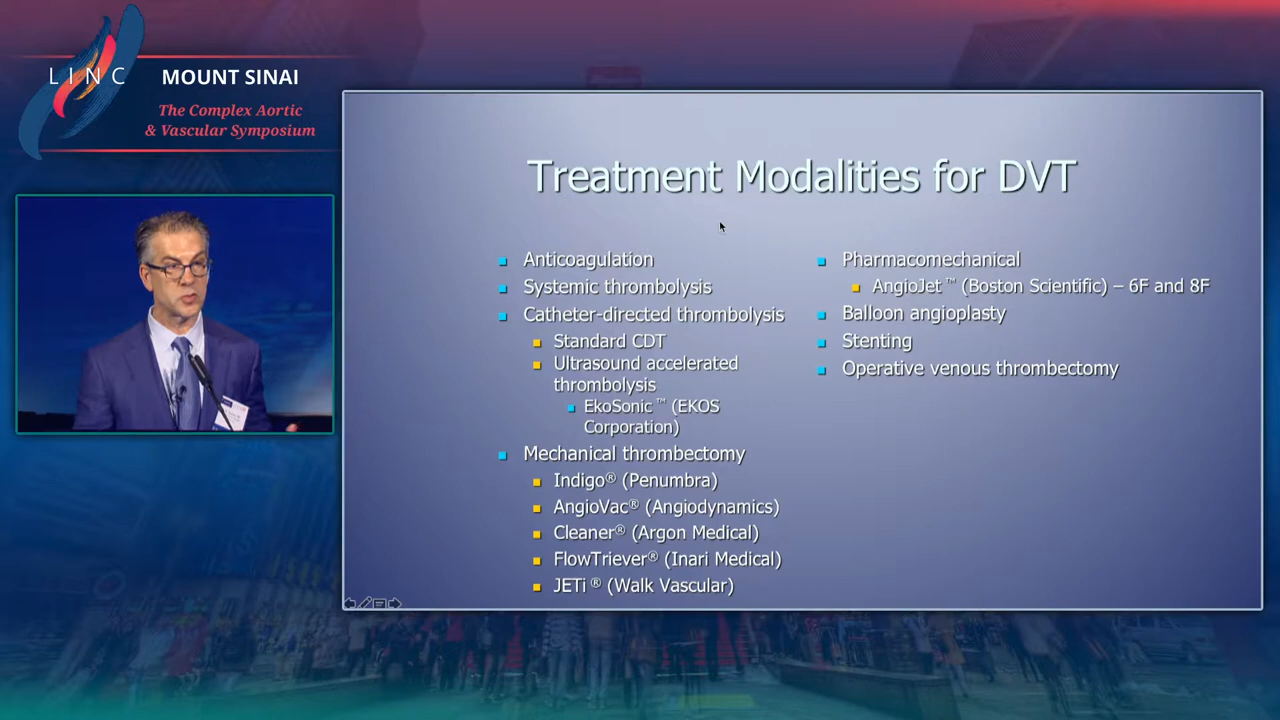 LINC
MOUNT SINAI
The Complex Aortic
& Vascular Symposium
Treatment Modalities for DVT
Anticoagulation
Systemic thrombolysis
Catheter-directed thrombolysis
Standard CDT
Ultrasound accelerated
thrombolysis
EkoSonic™ (EKOS
Corporation)
Mechanical thrombectomy
Indigo® (Penumbra)
AngioVac® (Angiodynamics)
Cleaner® (Argon Medical)
FlowTriever® (Inari Medical)
JETi® (Walk Vascular)
Pharmacomechanical
AngioJet™ (Boston Scientific) – 6F and 8F
Balloon angioplasty
Stenting
Operative venous thrombectomy